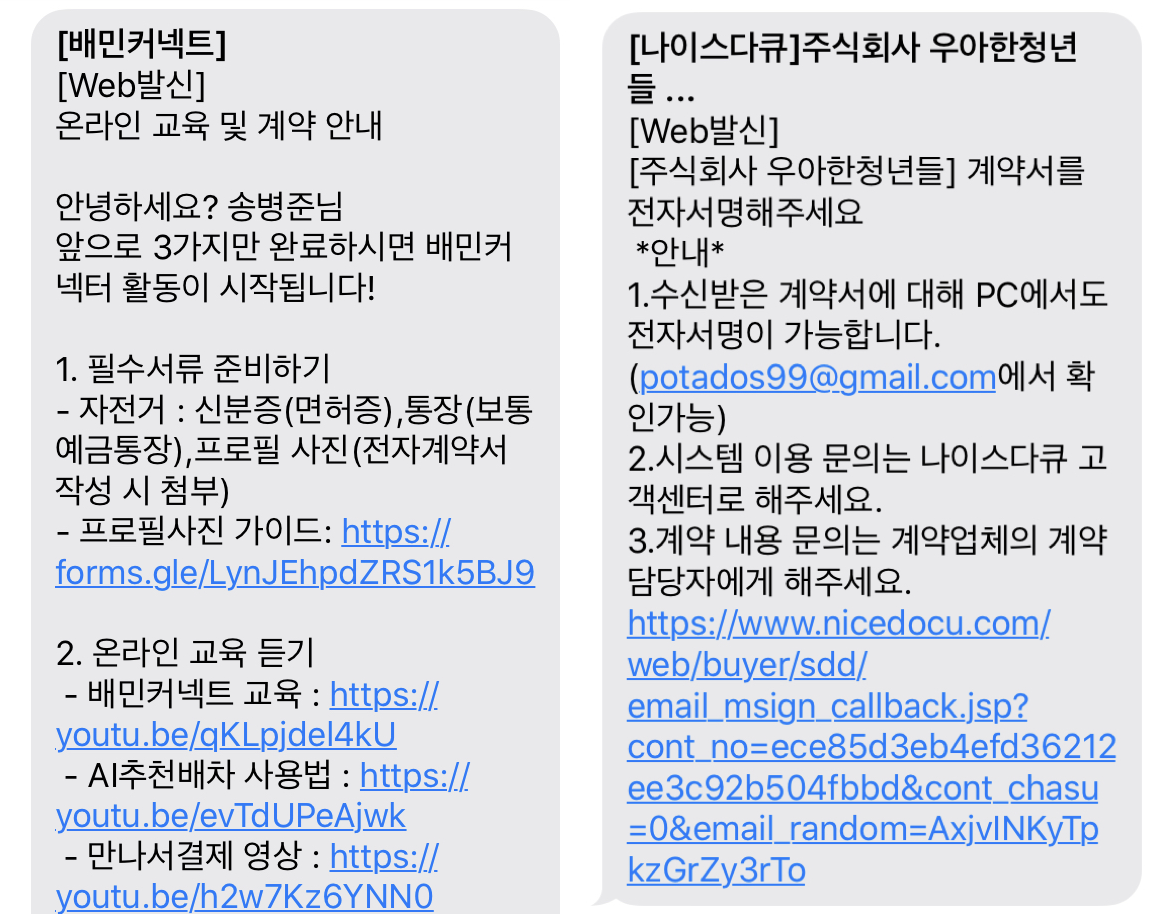 [배민커넥트]
[Web발신]
온라인 교육 및 계약 안내
안녕하세요? 송병준님
앞으로 3가지만 완료하시면 배민커
넥터 활동이 시작됩니다!
1. 필수서류 준비하기
- 자전거 : 신분증(면허증),통장(보통
예금통장),프로필 사진(전자계약서
작성 시 첨부)
- 프로필사진 가이드: https://
forms.gle/LynJEhpdZRS1k5BJ9
2. 온라인 교육 듣기
- 배민커넥트 교육 : https://
youtu.be/qKLpjdel4kU
- AI추천배차 사용법 : https://
youtu.be/evTdUPeAjwk
- 만나서결제 영상 : https://
youtu.be/h2w7Kz6YNN0
[나이스다큐]주식회사 우아한청년
들 ...
[Web발신]
[주식회사 우아한청년들] 계약서를
전자서명해주세요
*안내*
1.수신받은 계약서에 대해 PC에서도
전자서명이 가능합니다.
(potados99@gmail.com에서 확
인가능)
2.시스템 이용 문의는 나이스다큐 고
객센터로 해주세요.
3.계약 내용 문의는 계약업체의 계약
담당자에게 해주세요.
https://www.nicedocu.com/
web/buyer/sdd/
email_msign_callback.jsp?
cont_no=ece85d3eb4efd36212
ee3c92b504fbbd&cont_chasu
=0&email_random=AxjvINKyTp
kzGrZy3rTo